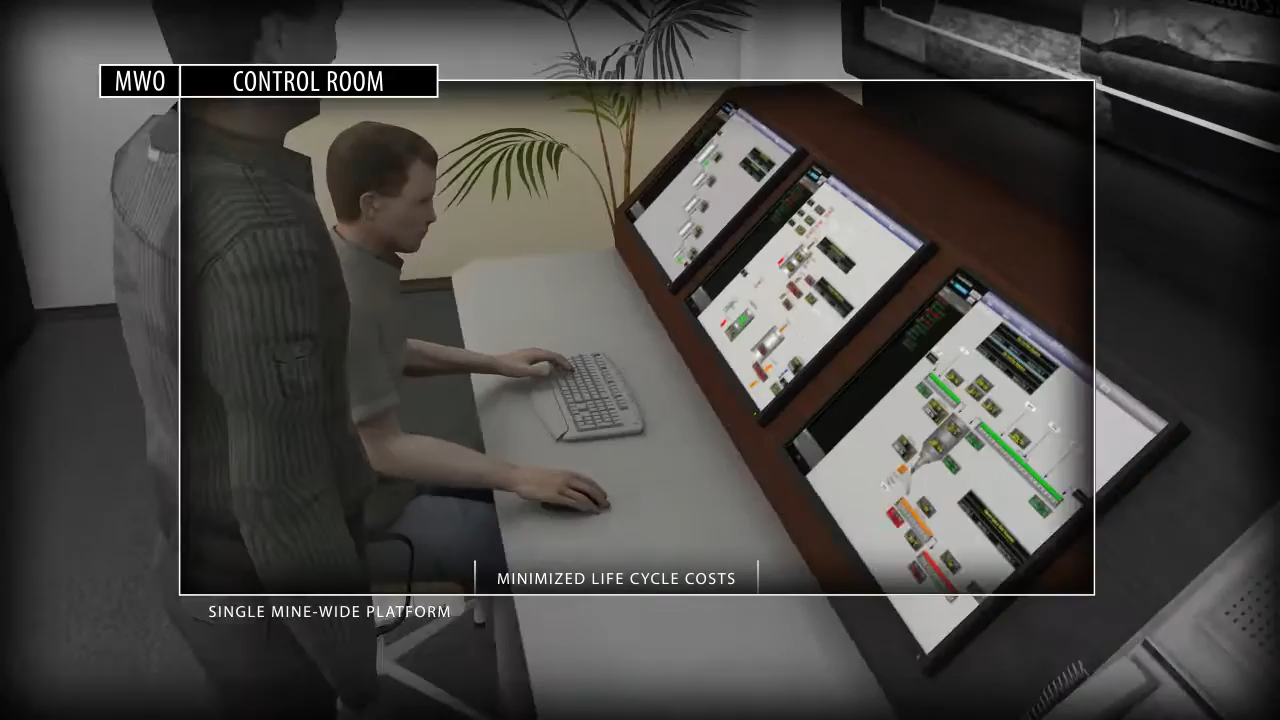 MWO CONTROL ROOM
MINIMIZED LIFE CYCLE COSTS
SINGLE MINE-WIDE PLATFORM